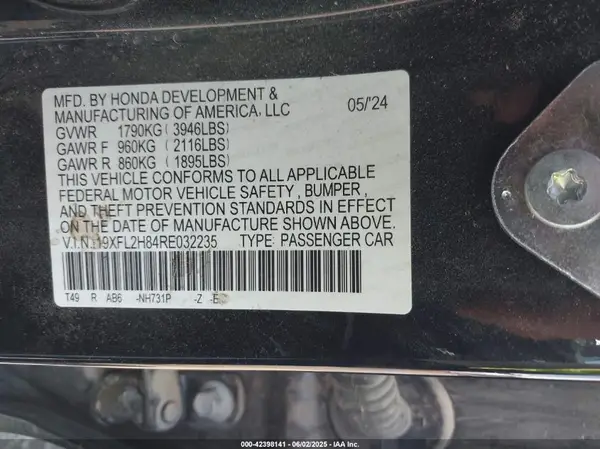 MFD. BY HONDA DEVELOPMENT &
MANUFACTURING OF AMERICA, LLC 05/'24
GVWR 1790KG ( 3946LBS )
GAWR F 960KG ( 2116LBS )
GAWR R 860KG ( 1895LBS )
THIS VEHICLE CONFORMS TO ALL APPLICABLE
FEDERAL MOTOR VEHICLE SAFETY , BUMPER ,
AND THEFT PREVENTION STANDARDS IN EFFECT
ON THE DATE OF MANUFACTURE SHOWN ABOVE.
V.I.N. 19XFL2H84RE032235 TYPE: PASSENGER CAR
T49 R AB6 -NH731P -Z
000-42398141 - 06/02/2025 - IAA Inc.